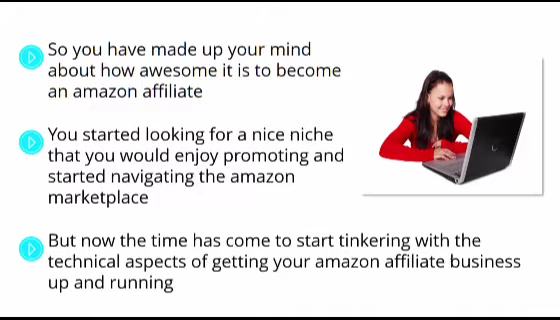 So you have made up your mind
about how awesome it is to become
an amazon affiliate
You started looking for a nice niche
that you would enjoy promoting and
started navigating the amazon
marketplace
But now the time has come to start tinkering with the
technical aspects of getting your amazon affiliate business
up and running